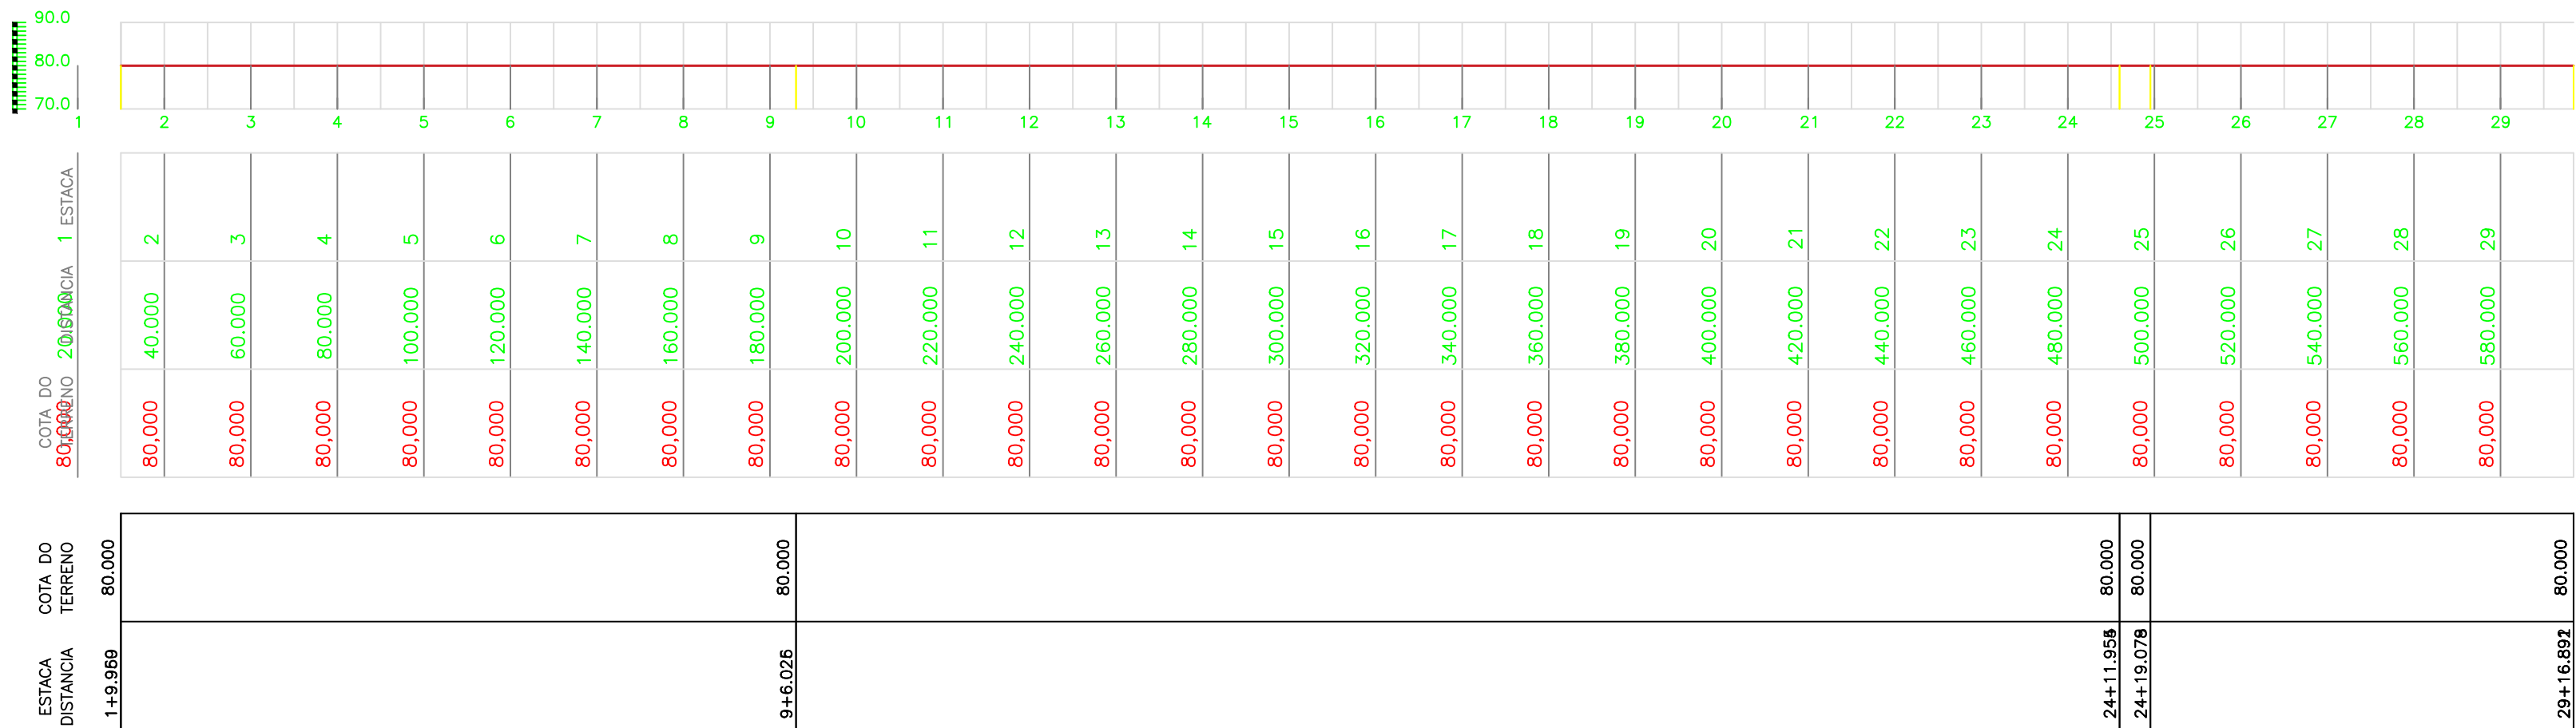 90.0
80.0
70.0
1 2 3 4 5 6 7 8 9 10 11 12 13 14 15 16 17 18 19 20 21 22 23 24 25 26 27 28 29
ESTACA
1 2 3 4 5 6 7 8 9 10 11 12 13 14 15 16 17 18 19 20 21 22 23 24 25 26 27 28 29
DISTANCIA
20.000 40.000 60.000 80.000 100.000 120.000 140.000 160.000 180.000 200.000 220.000 240.000 260.000 280.000 300.000 320.000 340.000 360.000 380.000 400.000 420.000 440.000 460.000 480.000 500.000 520.000 540.000 560.000 580.000
COTA DO
TERRENO
80,000 80,000 80,000 80,000 80,000 80,000 80,000 80,000 80,000 80,000 80,000 80,000 80,000 80,000 80,000 80,000 80,000 80,000 80,000 80,000 80,000 80,000 80,000 80,000 80,000 80,000 80,000 80,000 80,000
COTA DO
TERRENO
80.000 80.000 80.000 80.000 80.000
ESTACA
DISTANCIA